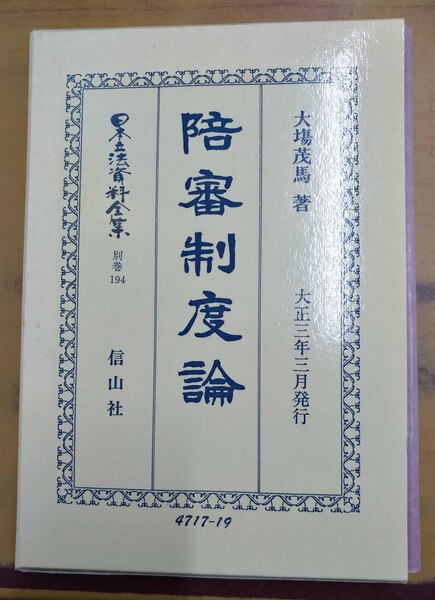 大塲茂馬 著
大正三年三月発行
陪審制度論
日本立法資料全集
別巻
194
信山社
4717-19